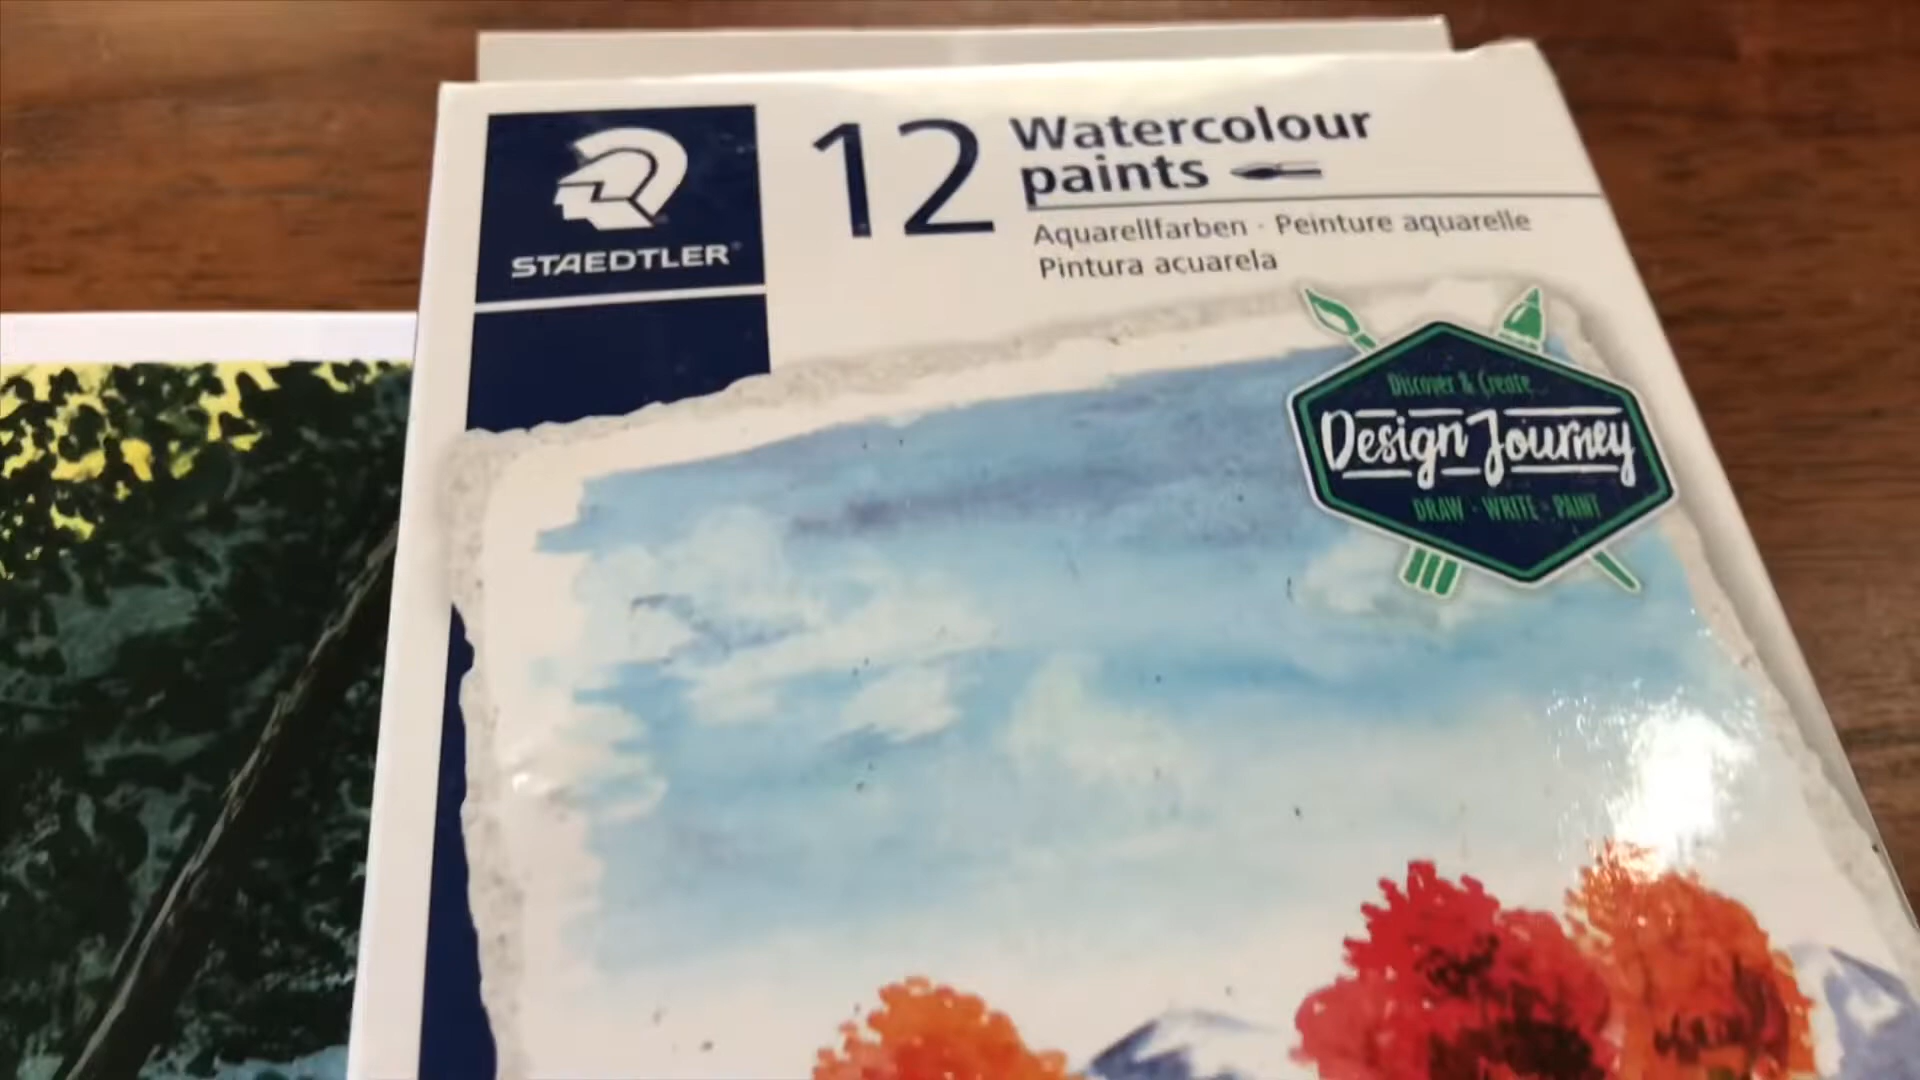 STAEDTLER®
12
Watercolour
paints
Aquarellfarben · Peinture aquarelle
Pintura acuarela
Discover & Create
Design Journey
DRAW · WRITE · PAINT